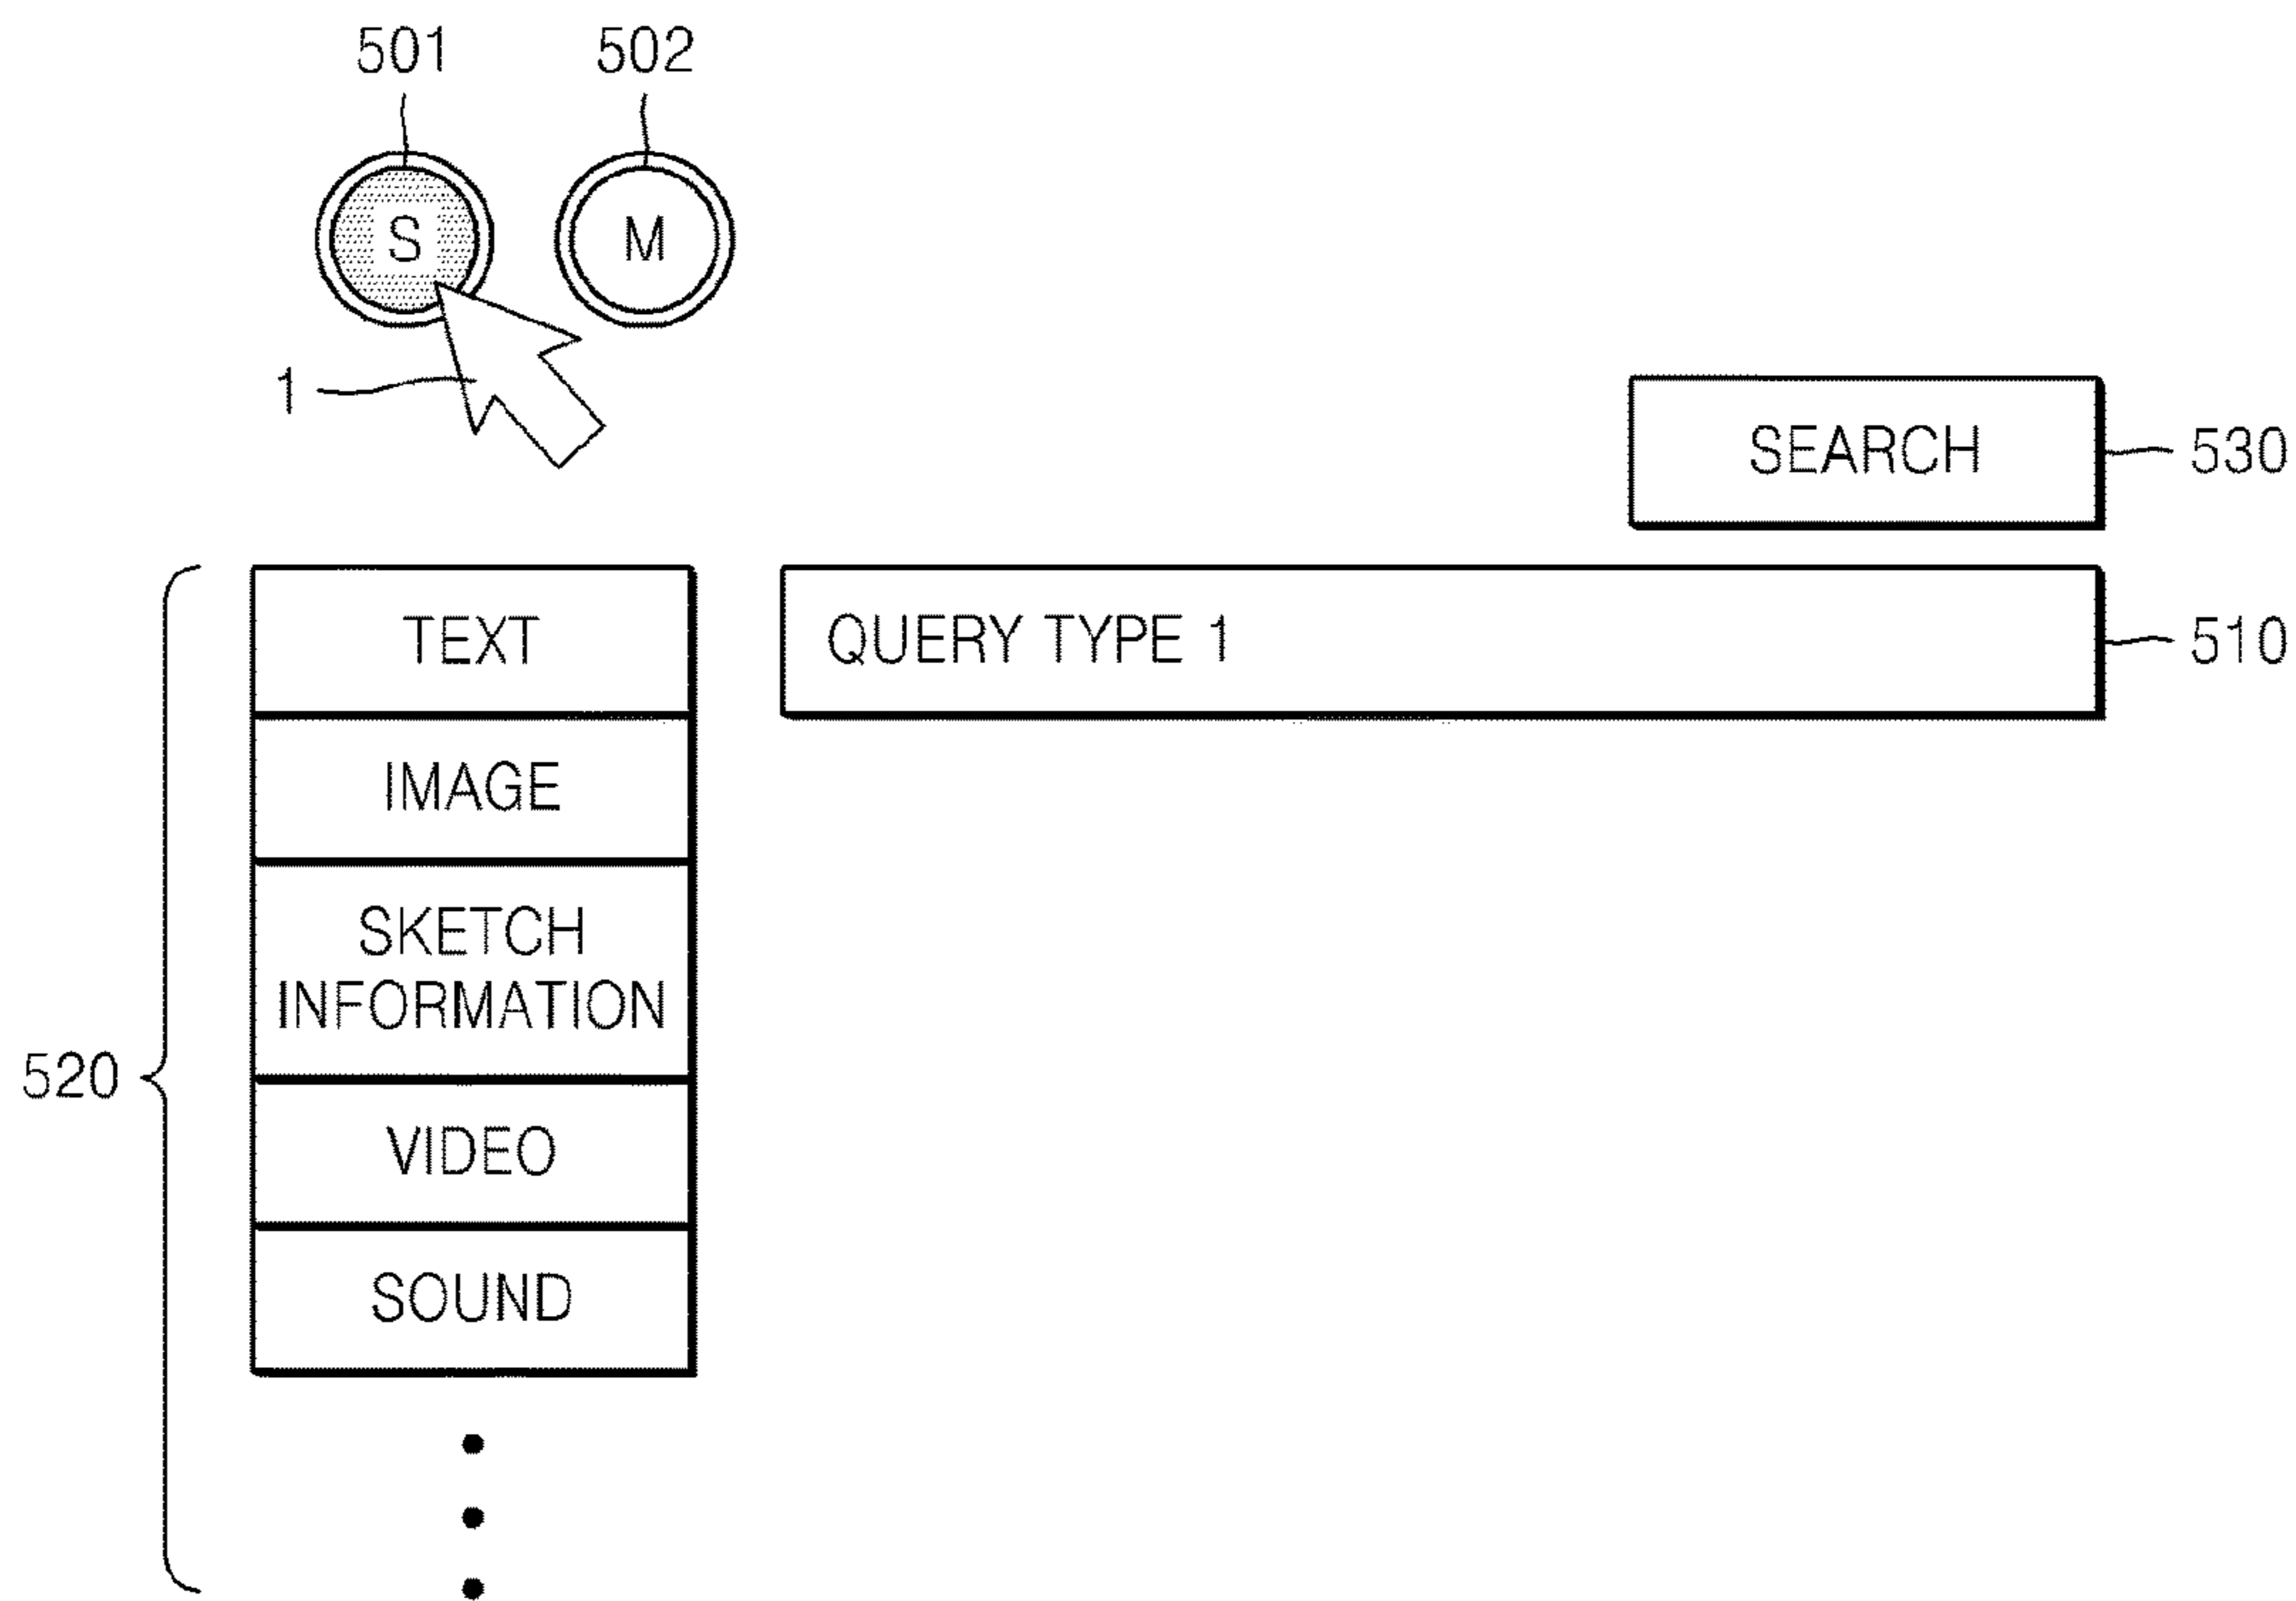 501 502
S M
1
SEARCH 530
TEXT QUERY TYPE 1 510
IMAGE
SKETCH
INFORMATION
520
VIDEO
SOUND